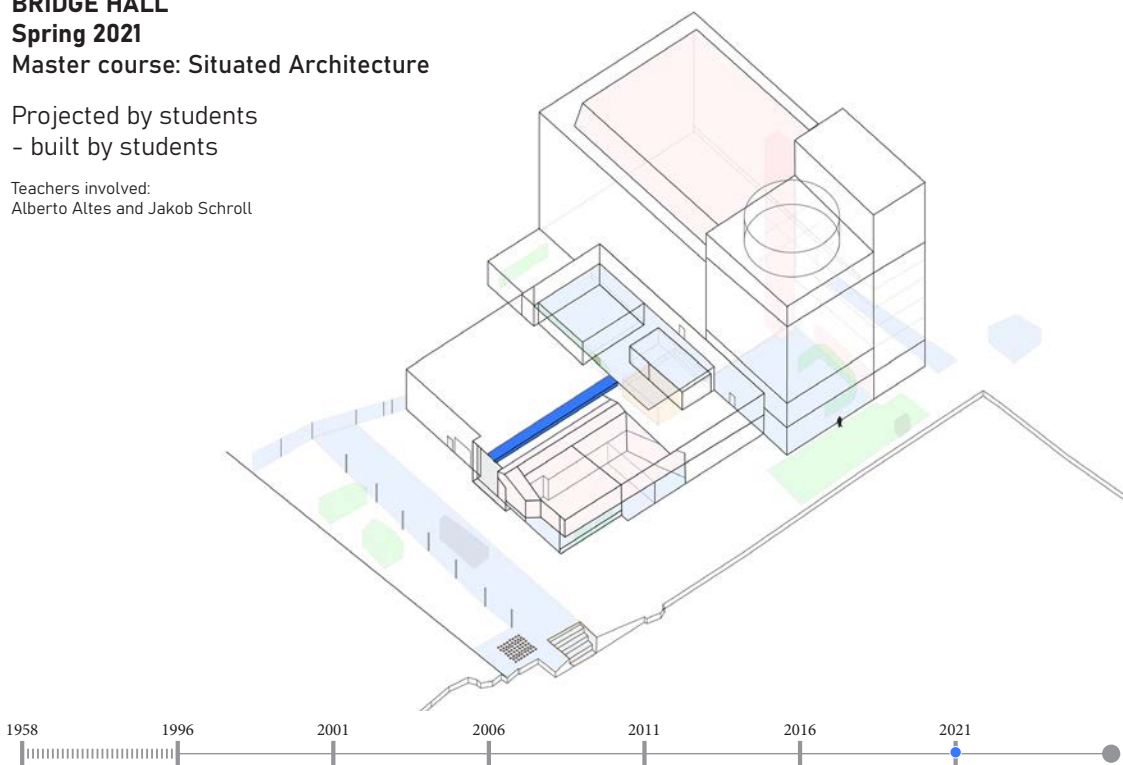 BRIDGE HALL
Spring 2021
Master course: Situated Architecture
Projected by students
- built by students
Teachers involved:
Alberto Altes and Jakob Schroll
1958 1996 2001 2006 2011 2016 2021